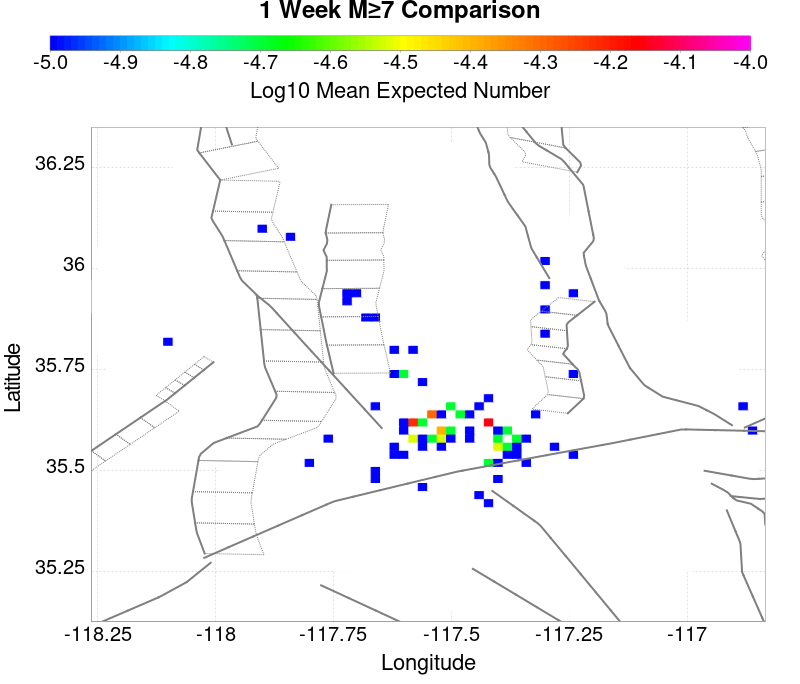 1 Week M≥7 Comparison
-5.0 -4.9 -4.8 -4.7 -4.6 -4.5 -4.4 -4.3 -4.2 -4.1 -4.0
Log10 Mean Expected Number
36.25
36
35.75
35.5
35.25
Latitude
-118.25 -118 -117.75 -117.5 -117.25 -117
Longitude